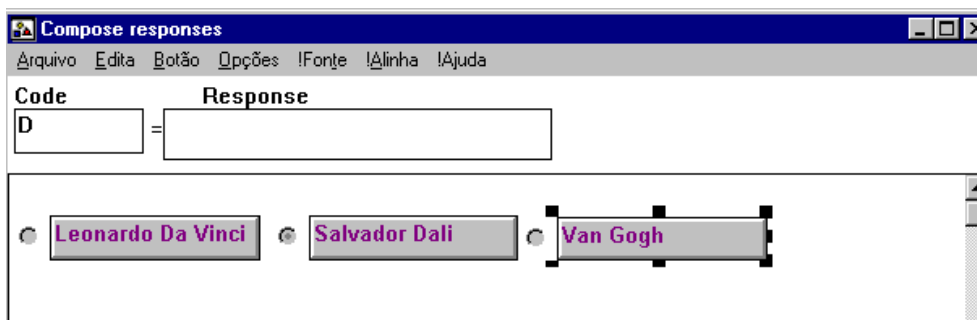 Compose responses
Arquivo Edita Botão Opções !Fonte !Alinha !Ajuda
Code Response
D =
Leonardo Da Vinci Salvador Dali Van Gogh